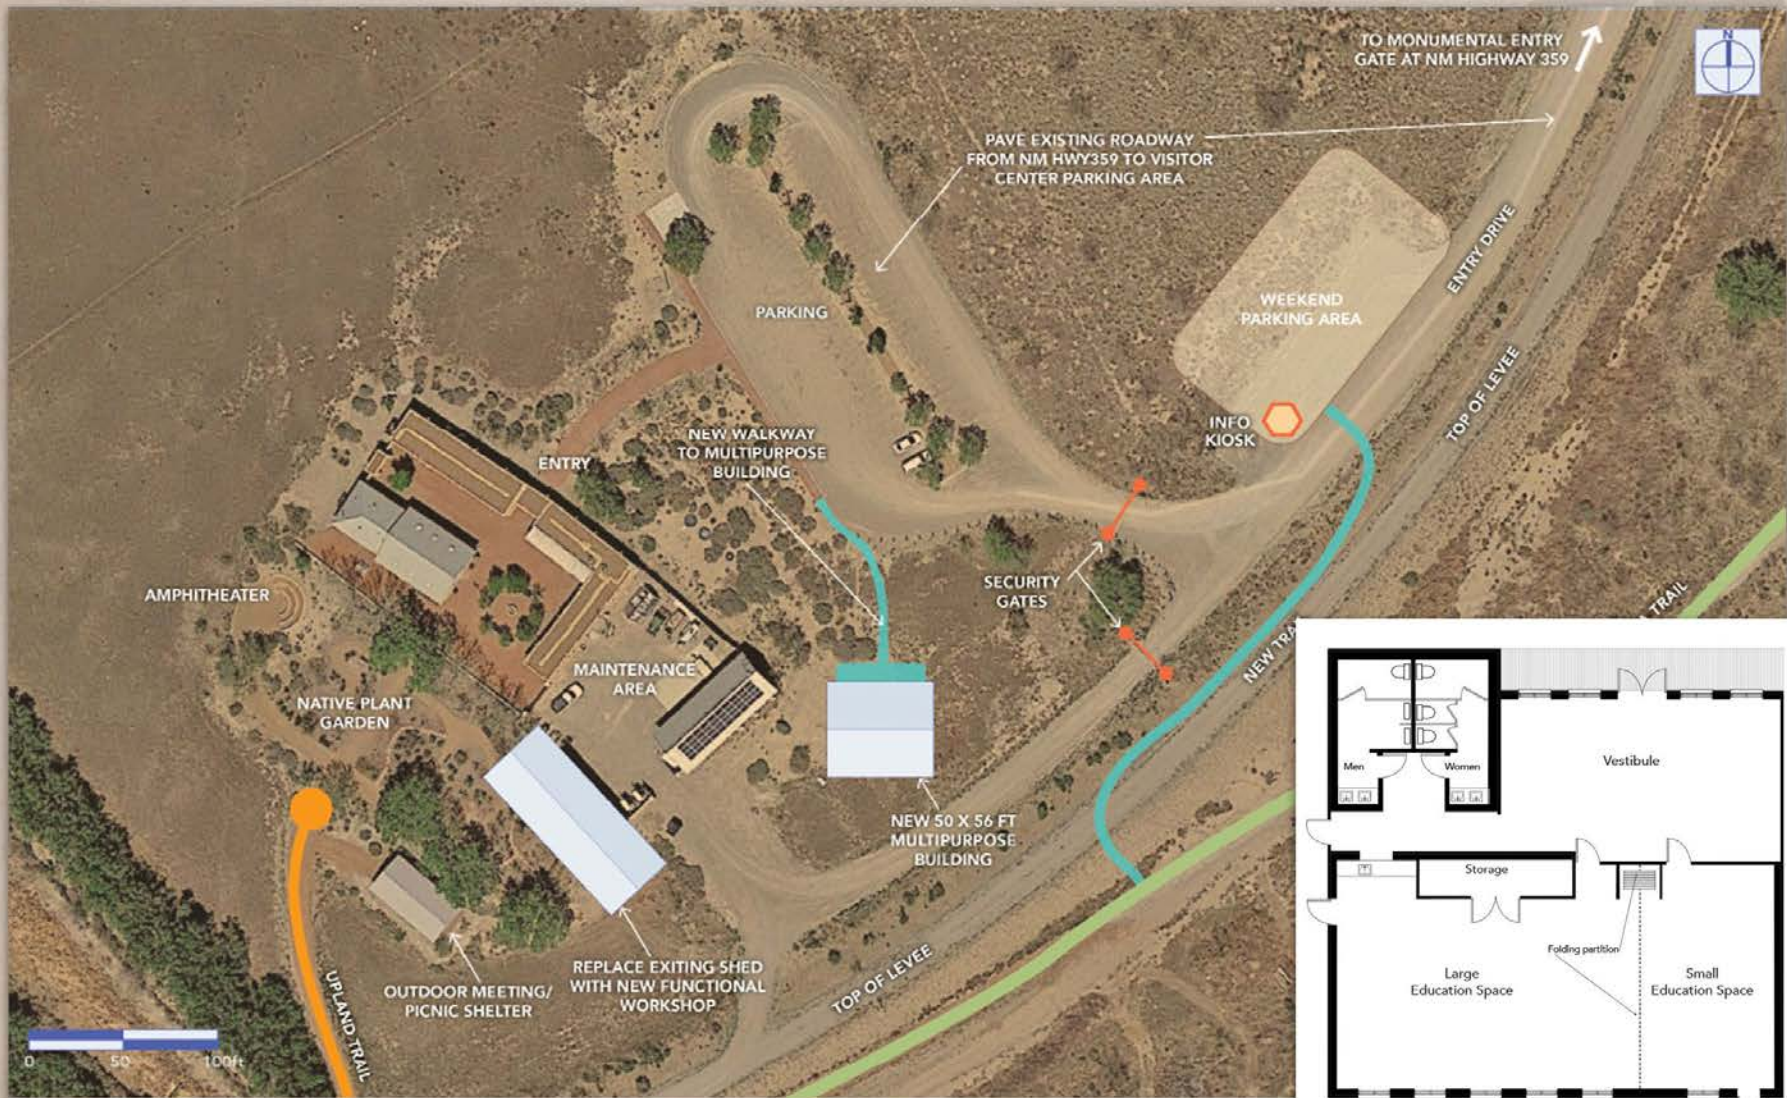 TO MONUMENTAL ENTRY
GATE AT NM HIGHWAY 359
N
PAVE EXISTING ROADWAY
FROM NM HWY359 TO VISITOR
CENTER PARKING AREA
ENTRY DRIVE
PARKING
WEEKEND
PARKING AREA
TOP OF LEVEE
INFO
KIOSK
NEW WALKWAY
TO MULTIPURPOSE
BUILDING
ENTRY
SECURITY
GATES
AMPHITHEATER
TRAIL
NEW TRA
MAINTENANCE
AREA
NATIVE PLANT
GARDEN
NEW 50 X 56 FT
MULTIPURPOSE
BUILDING
REPLACE EXITING SHED
WITH NEW FUNCTIONAL
WORKSHOP
OUTDOOR MEETING/
PICNIC SHELTER
TOP OF LEVEE
UPLAND TRAIL
0 50 100ft
Men
Women
Vestibule
Storage
Folding partition
Large
Education Space
Small
Education Space